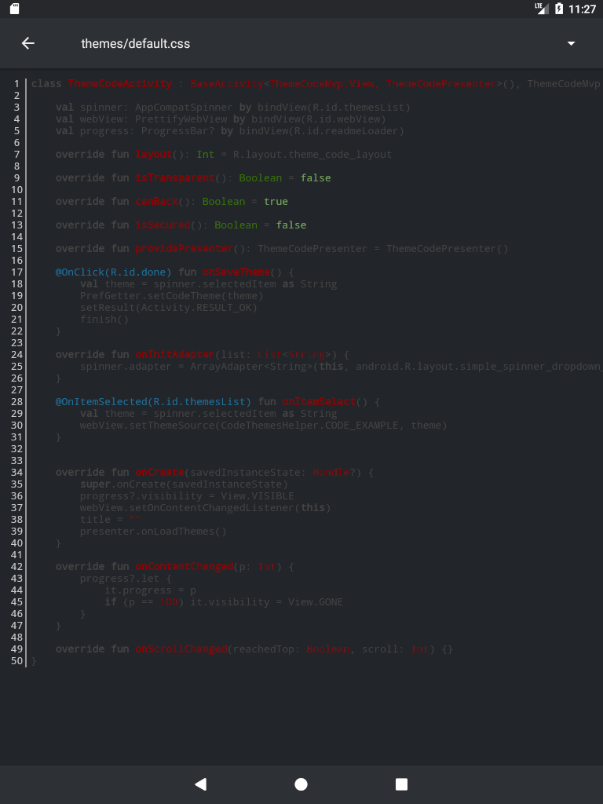 LTE 11:27
themes/default.css
1 class ThemeCodeActivity : BaseActivity<ThemeCodeMvp.View, ThemeCodePresenter>(), ThemeCodeMvp
2
3 val spinner: AppCompatSpinner by bindView(R.id.themesList)
4 val webView: PrettifyWebView by bindView(R.id.webView)
5 val progress: ProgressBar? by bindView(R.id.readmeLoader)
6
7 override fun layout(): Int = R.layout.theme_code_layout
8
9 override fun isTransparent(): Boolean = false
10
11 override fun canBack(): Boolean = true
12
13 override fun isSecured(): Boolean = false
14
15 override fun providePresenter(): ThemeCodePresenter = ThemeCodePresenter()
16
17 @OnClick(R.id.done) fun onSaveTheme() {
18 val theme = spinner.selectedItem as String
19 PrefGetter.setCodeTheme(theme)
20 setResult(Activity.RESULT_OK)
21 finish()
22 }
23
24 override fun onInitAdapter(list: List<String>) {
25 spinner.adapter = ArrayAdapter<String>(this, android.R.layout.simple_spinner_dropdown_
26 }
27
28 @OnItemSelected(R.id.themesList) fun onItemSelect() {
29 val theme = spinner.selectedItem as String
30 webView.setThemeSource(CodeThemesHelper.CODE_EXAMPLE, theme)
31 }
32
33
34 override fun onCreate(savedInstanceState: Bundle?) {
35 super.onCreate(savedInstanceState)
36 progress?.visibility = View.VISIBLE
37 webView.setOnContentChangedListener(this)
38 title = ""
39 presenter.onLoadThemes()
40 }
41
42 override fun onContentChanged(p: Int) {
43 progress?.let {
44 it.progress = p
45 if (p == 100) it.visibility = View.GONE
46 }
47 }
48
49 override fun onScrollChanged(reachedTop: Boolean, scroll: Int) {}
50 }